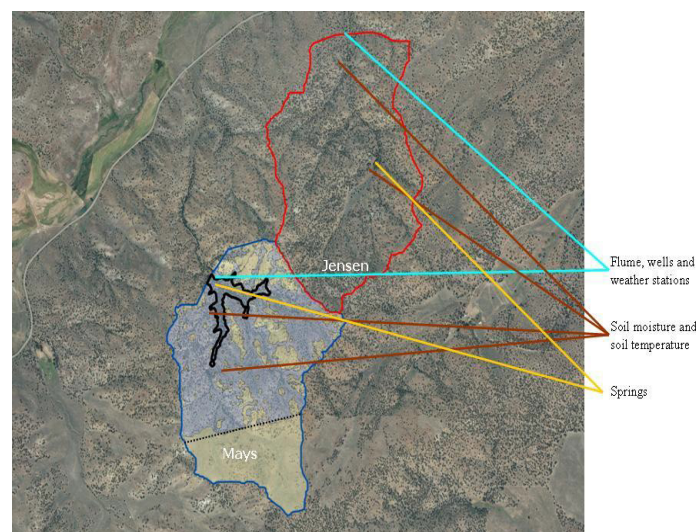 Jensen
Flume, wells and
weather stations
Soil moisture and
soil temperature
Springs
Mays